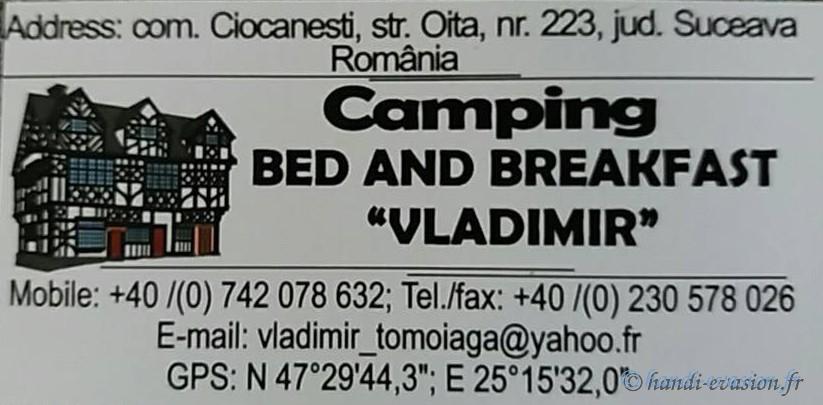 Address: com. Ciocanesti, str. Oita, nr. 223, jud. Suceava
România
Camping
BED AND BREAKFAST
“VLADIMIR”
Mobile: +40 /(0) 742 078 632; Tel./fax: +40 /(0) 230 578 026
E-mail: vladimir_tomoiaga@yahoo.fr
GPS: N 47°29'44,3"; E 25°15'32,0"
© handi-evasion.fr